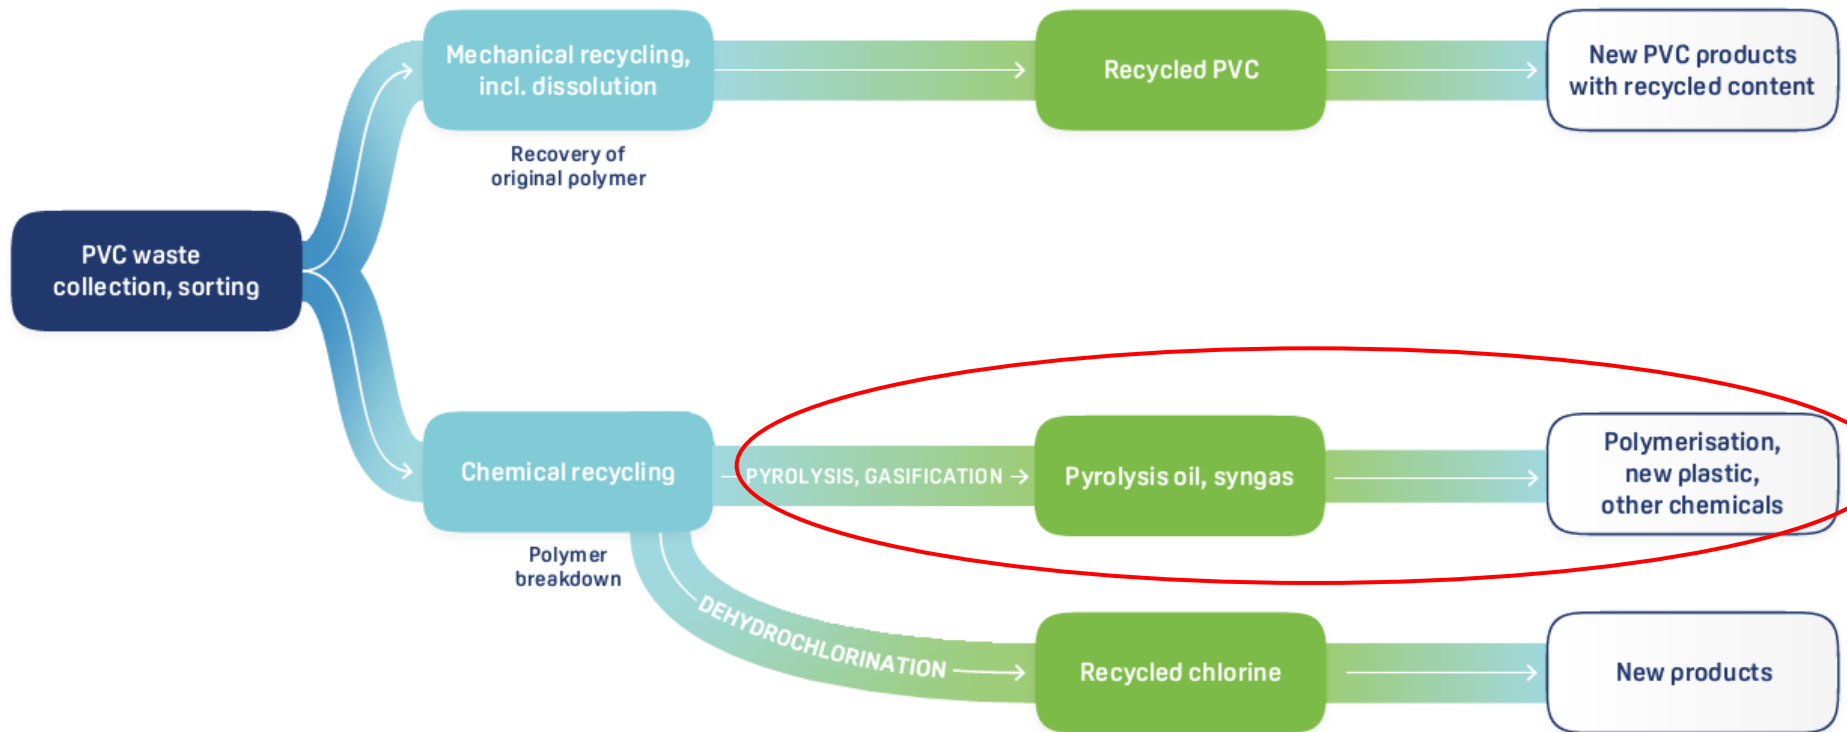 Mechanical recycling,
incl. dissolution
Recovery of
original polymer
Recycled PVC
New PVC products
with recycled content
PVC waste
collection, sorting
Chemical recycling
Polymer
breakdown
PYROLYSIS, GASIFICATION
Pyrolysis oil, syngas
Polymerisation,
new plastic,
other chemicals
DEHYDROCHLORINATION
Recycled chlorine
New products